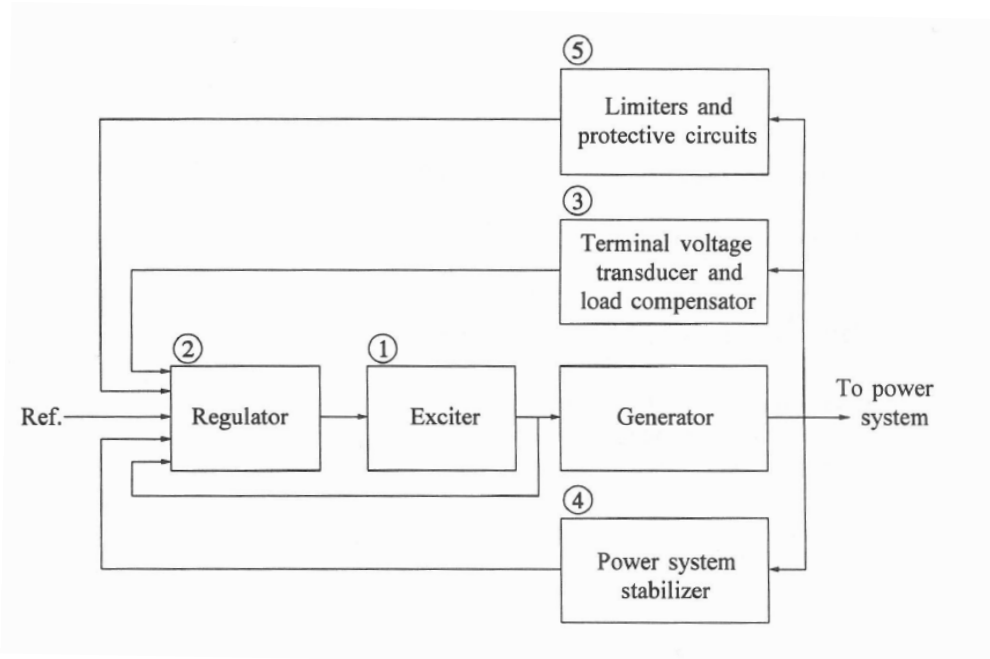 ⑤
Limiters and
protective circuits
③
Terminal voltage
transducer and
load compensator
②
①
Ref.
Regulator
Exciter
Generator
To power
system
④
Power system
stabilizer